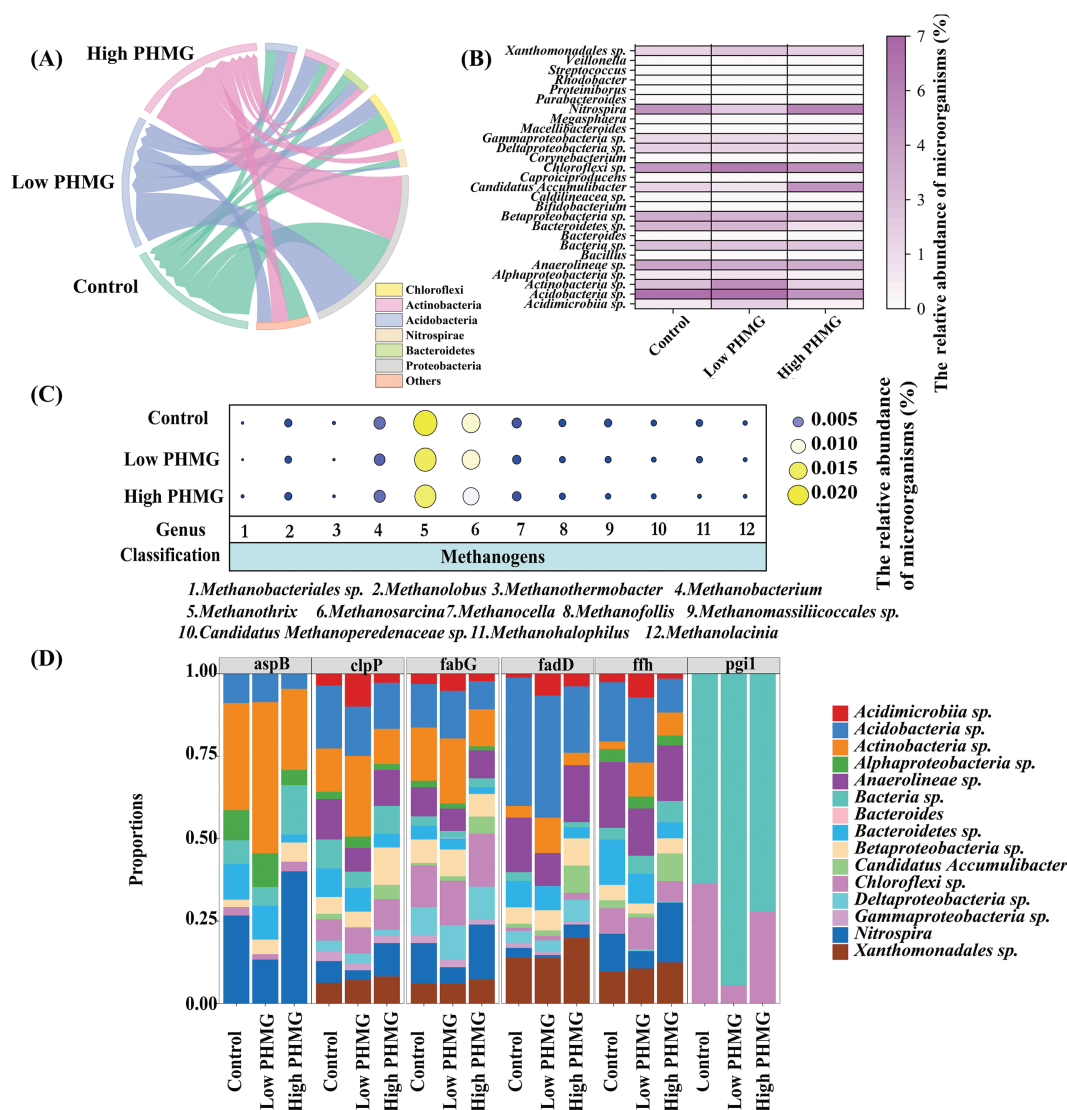 (A)
High PHMG
Low PHMG
Control
Chloroflexi
Actinobacteria
Acidobacteria
Nitrospirae
Bacteroidetes
Proteobacteria
Others
(B)
Xanthomonadales sp.
Veillonella
Streptococcus
Rhodobacter
Proteiniborus
Parabacteroides
Nitrospira
Megasphaera
Macellibacteroides
Gammaproteobacteria sp.
Deltaproteobacteria sp.
Corynebacterium
Chloroflexi sp.
Caproiciproducens
Candidatus Accumulibacter
Caldilineacea sp.
Bifidobacterium
Betaproteobacteria sp.
Bacteroidetes sp.
Bacteroides
Bacteria sp.
Bacillus
Anaerolineae sp.
Alphaproteobacteria sp.
Actinobacteria sp.
Acidobacteria sp.
Acidimicrobiia sp.
Control
Low PHMG
High PHMG
7
6
4
3
1
0
The relative abundance of microorganisms (%)
(C)
Control
Low PHMG
High PHMG
Genus 1 2 3 4 5 6 7 8 9 10 11 12
Classification Methanogens
0.005
0.010
0.015
0.020
The relative abundance
of microorganisms (%)
1.Methanobacteriales sp. 2.Methanolobus 3.Methanothermobacter 4.Methanobacterium
5.Methanothrix 6.Methanosarcina 7.Methanocella 8.Methanofollis 9.Methanomassiliicoccales sp.
10.Candidatus Methanoperedenaceae sp. 11.Methanohalophilus 12.Methanolacinia
(D)
aspB clpP fabG fadD ffh pgi1
1.00
0.75
0.50
0.25
0.00
Proportions
Control
Low PHMG
High PHMG
Control
Low PHMG
High PHMG
Control
Low PHMG
High PHMG
Control
Low PHMG
High PHMG
Control
Low PHMG
High PHMG
Control
Low PHMG
High PHMG
Acidimicrobiia sp.
Acidobacteria sp.
Actinobacteria sp.
Alphaproteobacteria sp.
Anaerolineae sp.
Bacteria sp.
Bacteroides
Bacteroidetes sp.
Betaproteobacteria sp.
Candidatus Accumulibacter
Chloroflexi sp.
Deltaproteobacteria sp.
Gammaproteobacteria sp.
Nitrospira
Xanthomonadales sp.